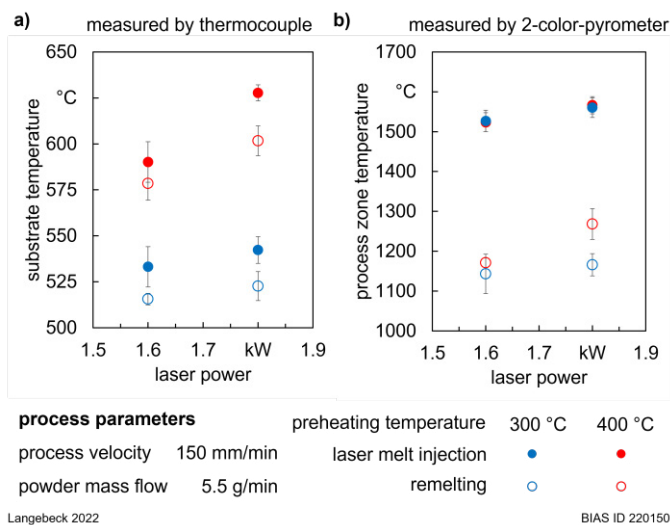 a) measured by thermocouple
b) measured by 2-color-pyrometer
substrate temperature
650
°C
600
575
550
525
500
1.5 1.6 1.7 kW 1.9
laser power
process zone temperature
1700
°C
1500
1400
1300
1200
1100
1000
1.5 1.6 1.7 kW 1.9
laser power
process parameters
process velocity 150 mm/min
powder mass flow 5.5 g/min
preheating temperature 300 °C 400 °C
laser melt injection
remelting
Langebeck 2022
BIAS ID 220150